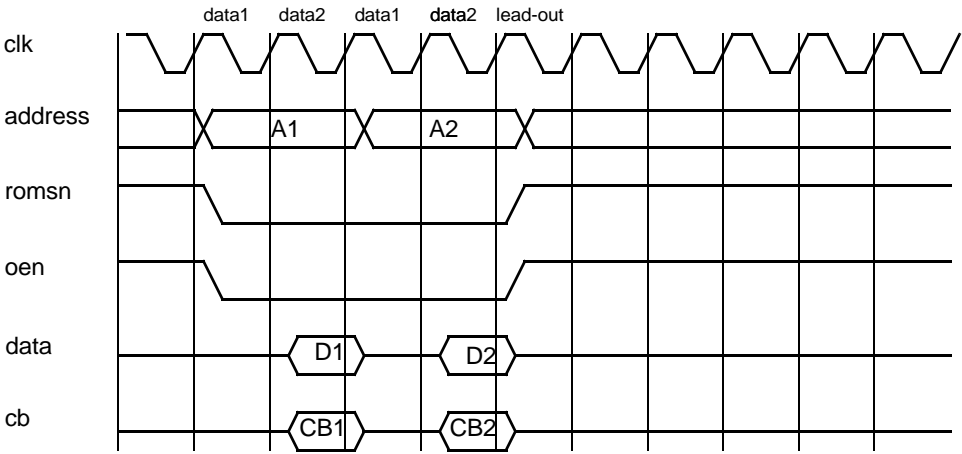 data1 data2 data1 data2 lead-out
clk
address A1 A2
romsn
oen
data D1 D2
cb CB1 CB2